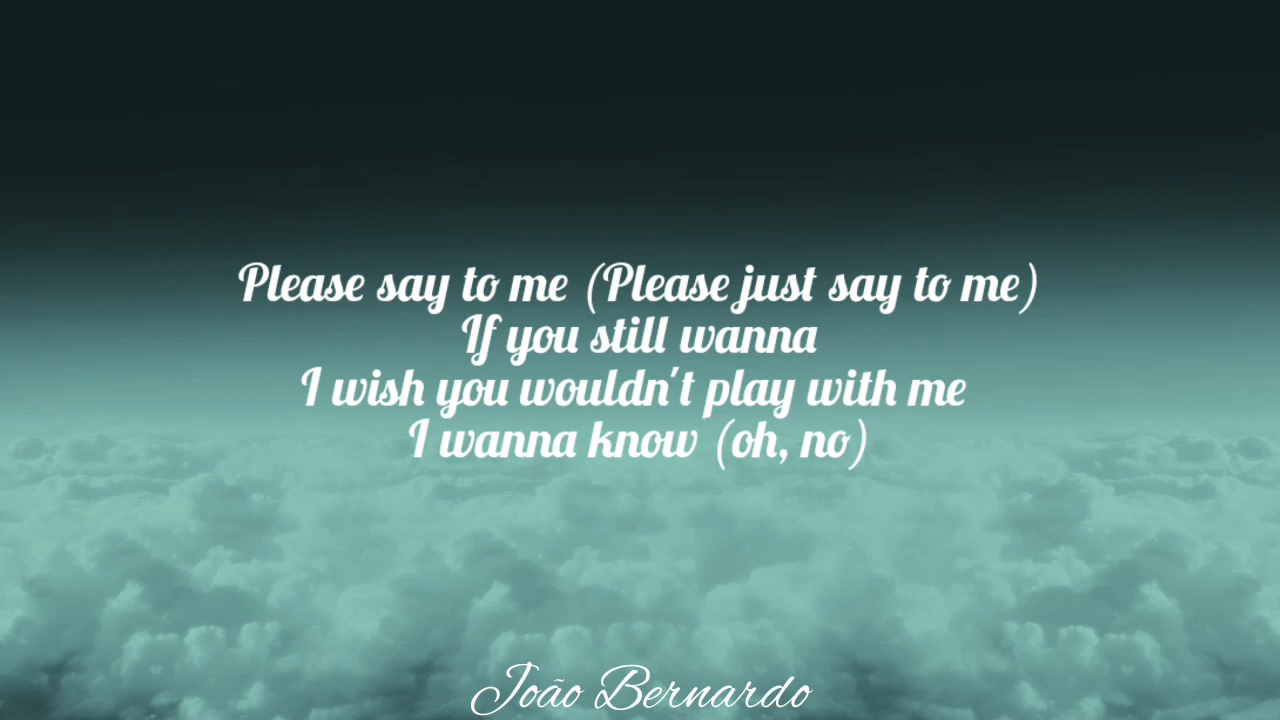 Please say to me (Please just say to me)
If you still wanna
I wish you wouldn't play with me
I wanna know (oh, no)
João Bernardo